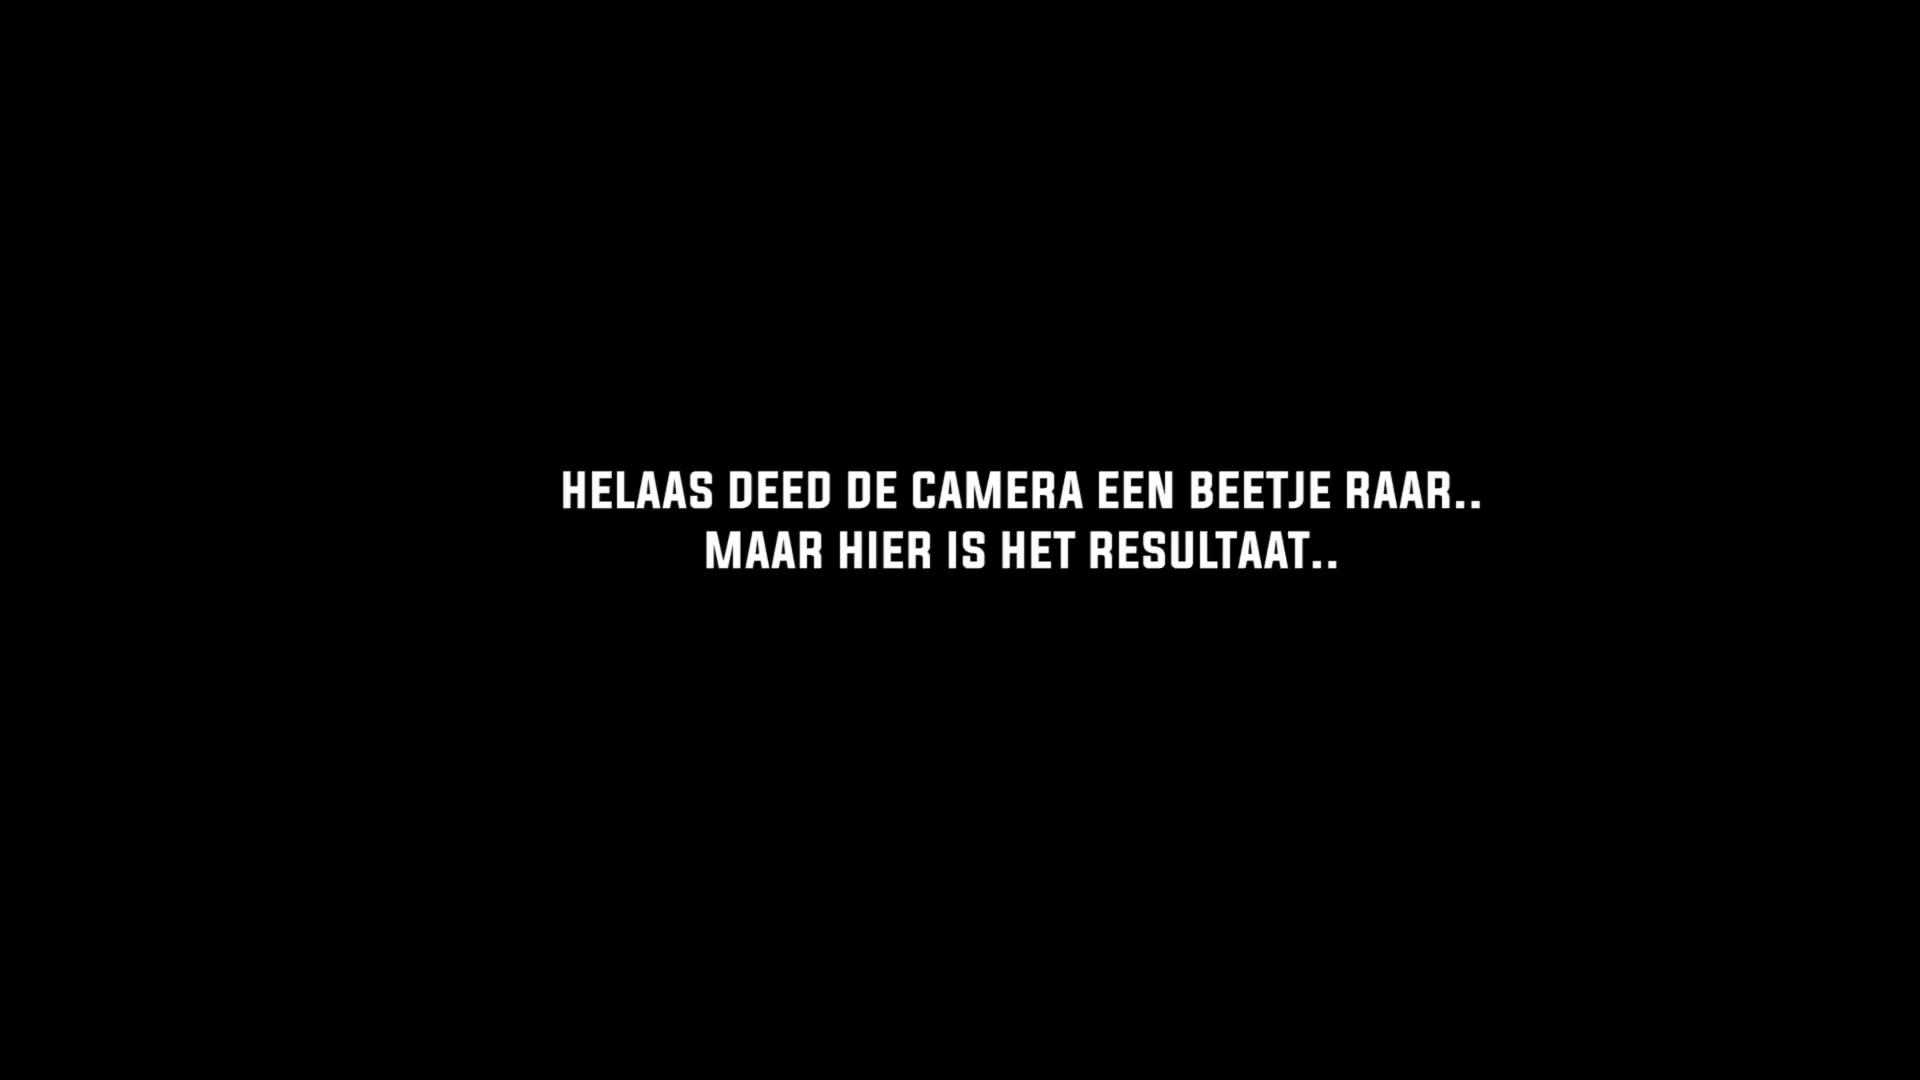 HELAAS DEED DE CAMERA EEN BEETJE RAAR..
MAAR HIER IS HET RESULTAAT..